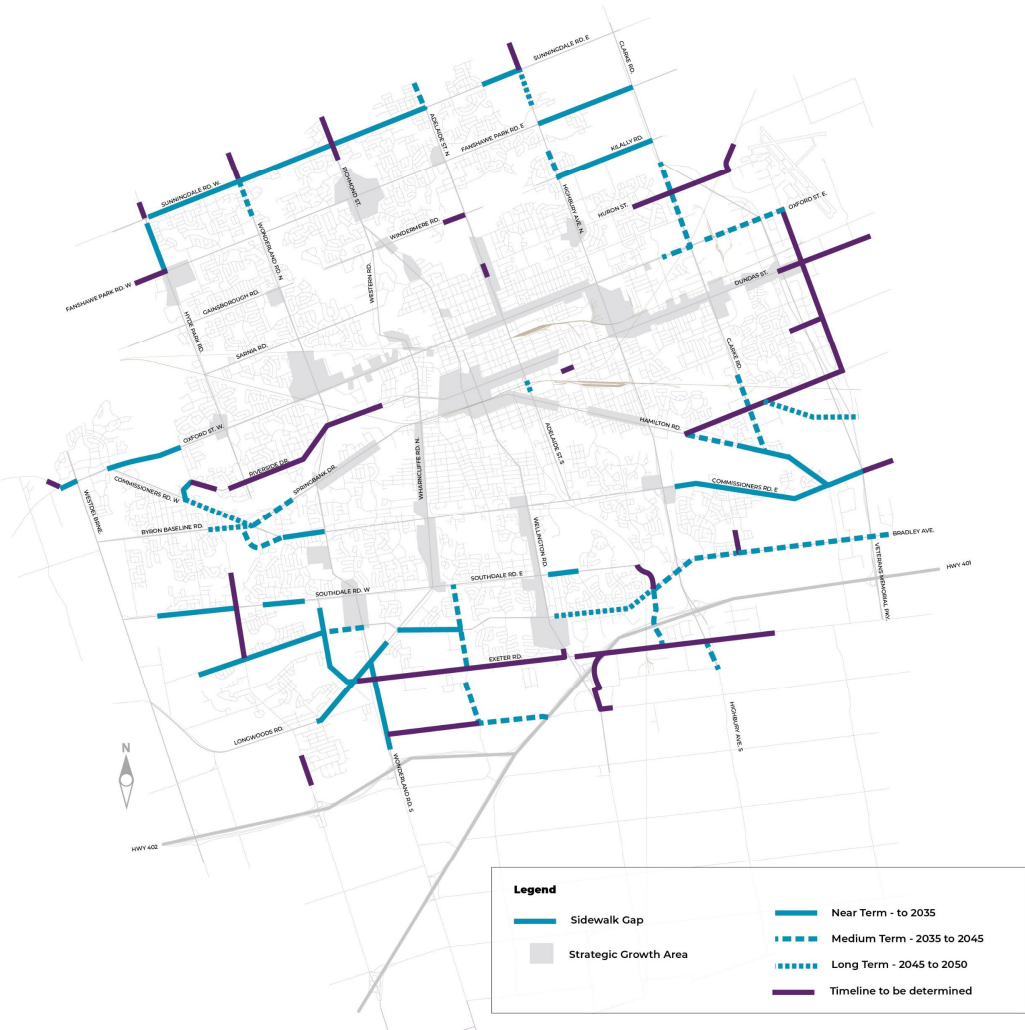 SUNNINGDALE RD. E
CLARKE RD.
ADELAIDE ST. N
FANSHAWE PARK RD. E
KILALLY RD.
RICHMOND ST.
SUNNINGDALE RD. W.
HIGHBURY AVE. N.
OXFORD ST. E.
HURON ST.
WINDERMERE RD.
WONDERLAND RD. N
WESTERN RD.
FANSHAWE PARK RD. W
GAINSBOROUGH RD.
DUNDAS ST.
HYDE PARK RD.
SARNIA RD.
CLARKE RD.
OXFORD ST. W.
HAMILTON RD.
ADELAIDE ST. S
WHARNCLIFFE RD. N.
RIVERSIDE DR.
SPRINGBANK DR.
COMMISSIONERS RD. W
COMMISSIONERS RD. E
WESTDEL BRNE.
BYRON BASELINE RD.
WELLINGTON RD.
BRADLEY AVE.
VETERANS MEMORIAL PKY.
HWY 401
SOUTHDALE RD. E
SOUTHDALE RD. W
EXETER RD.
HIGHBURY AVE. S
LONGWOODS RD.
N
WONDERLAND RD. S
HWY 402
Legend
Sidewalk Gap
Strategic Growth Area
Near Term - to 2035
Medium Term - 2035 to 2045
Long Term - 2045 to 2050
Timeline to be determined